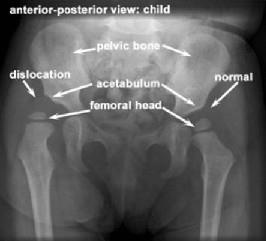 anterior-posterior view: child
pelvic bone
dislocation
normal
acetabulum
femoral head